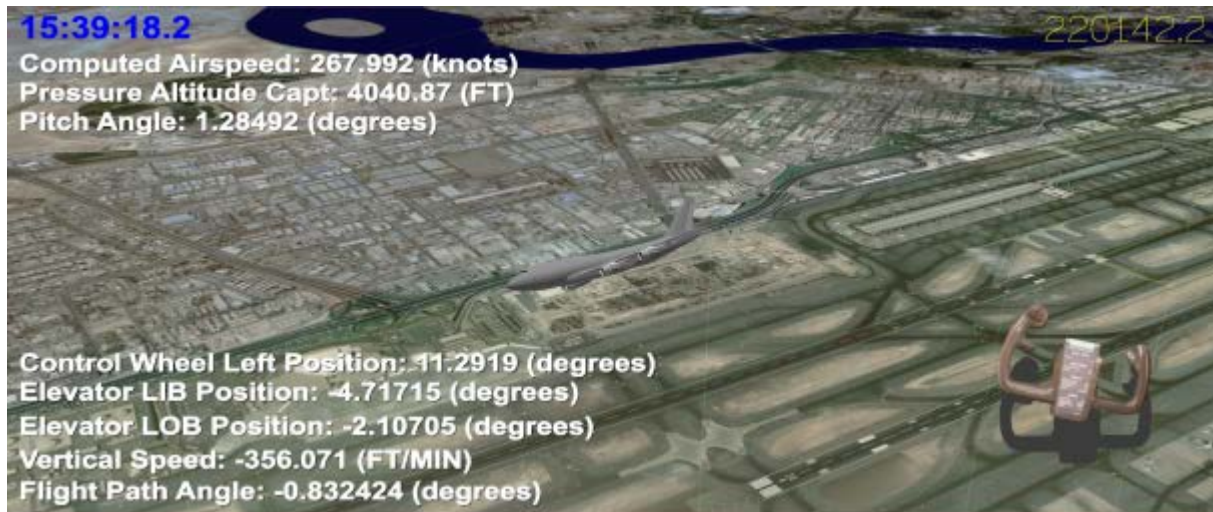 15:39:18.2
220142.2
Computed Airspeed: 267.992 (knots)
Pressure Altitude Capt: 4040.87 (FT)
Pitch Angle: 1.28492 (degrees)
Control Wheel Left Position: 11.2919 (degrees)
Elevator LIB Position: -4.71715 (degrees)
Elevator LOB Position: -2.10705 (degrees)
Vertical Speed: -356.071 (FT/MIN)
Flight Path Angle: -0.832424 (degrees)